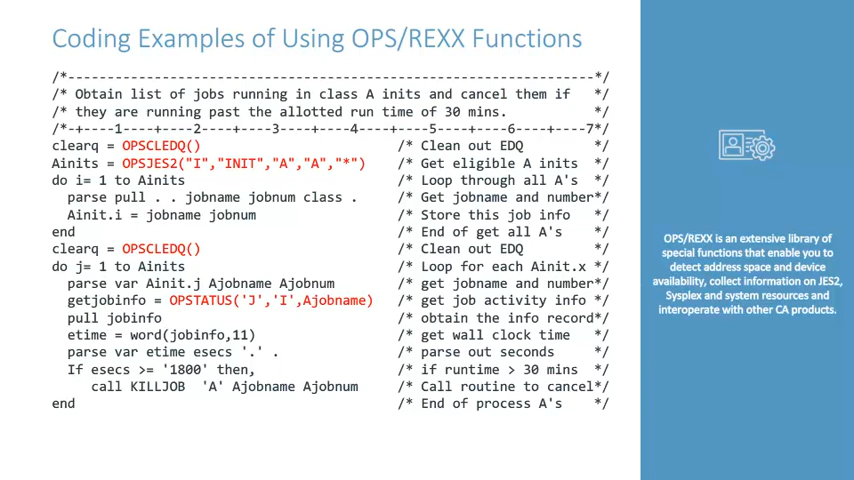 Coding Examples of Using OPS/REXX Functions
/*-------------------------------------------------------------------*/
/* Obtain list of jobs running in class A inits and cancel them if   */
/* they are running past the allotted run time of 30 mins.           */
/*-+----1----+----2----+----3----+----4----+----5----+----6----+----7*/
clearq = OPSCLEDQ()                         /* Clean out EDQ         */
Ainits = OPSJES2("I","INIT","A","A","*")    /* Get eligible A inits  */
do i= 1 to Ainits                           /* Loop through all A's  */
  parse pull . . jobname jobnum class .     /* Get jobname and number*/
  Ainit.i = jobname jobnum                  /* Store this job info   */
end                                         /* End of get all A's    */
clearq = OPSCLEDQ()                         /* Clean out EDQ         */
do j= 1 to Ainits                           /* Loop for each Ainit.x */
  parse var Ainit.j Ajobname Ajobnum        /* get jobname and number*/
  getjobinfo = OPSTATUS('J','I',Ajobname)   /* get job activity info */
  pull jobinfo                              /* obtain the info record*/
  etime = word(jobinfo,11)                  /* get wall clock time   */
  parse var etime esecs '.' .               /* parse out seconds     */
  If esecs >= '1800' then,                  /* if runtime > 30 mins  */
     call KILLJOB 'A' Ajobname Ajobnum      /* Call routine to cancel*/
end                                         /* End of process A's    */
OPS/REXX is an extensive library of
special functions that enable you to
detect address space and device
availability, collect information on JES2,
Sysplex and system resources and
interoperate with other CA products.